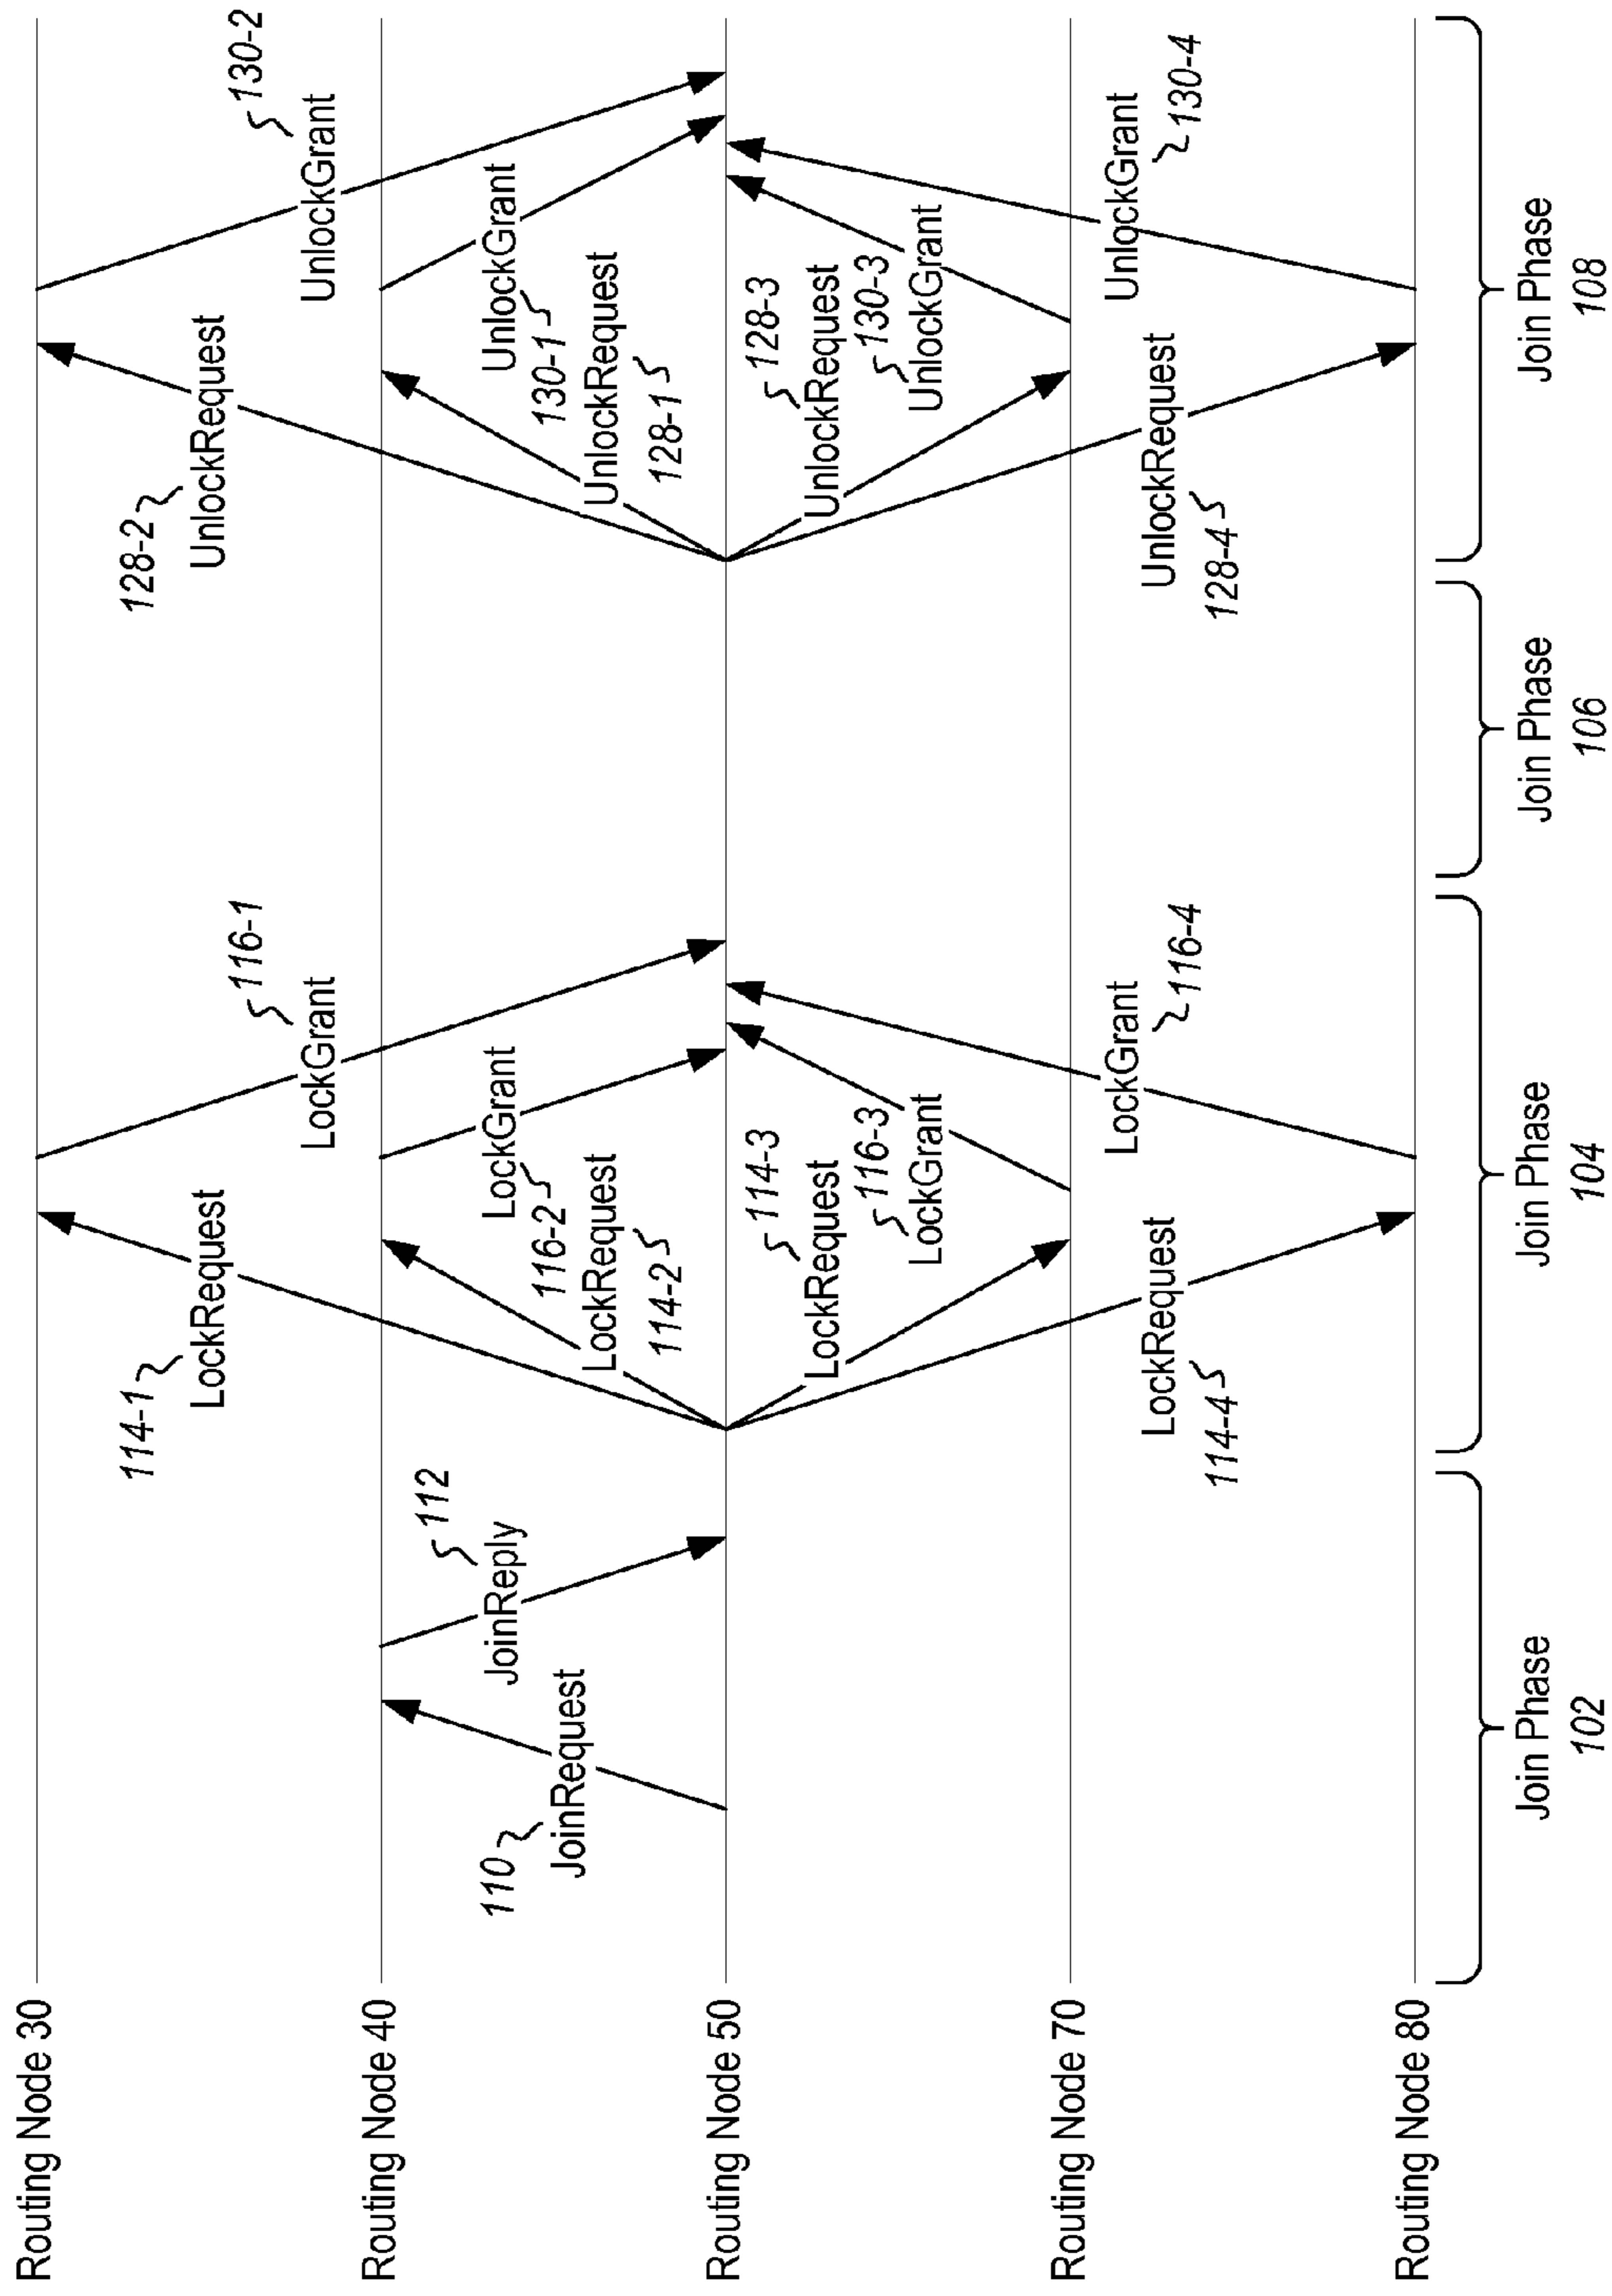 Routing Node 30
Routing Node 40
Routing Node 50
Routing Node 70
Routing Node 80
110
JoinRequest
JoinReply
112
114-1
LockRequest
LockRequest
114-2
LockRequest
114-3
LockRequest
114-4
LockGrant
116-1
LockGrant
116-2
LockGrant
116-3
LockGrant
116-4
128-2
UnlockRequest
UnlockRequest
128-1
UnlockRequest
128-3
UnlockRequest
128-4
UnlockGrant
130-2
UnlockGrant
130-1
UnlockGrant
130-3
UnlockGrant
130-4
Join Phase
102
Join Phase
104
Join Phase
106
Join Phase
108